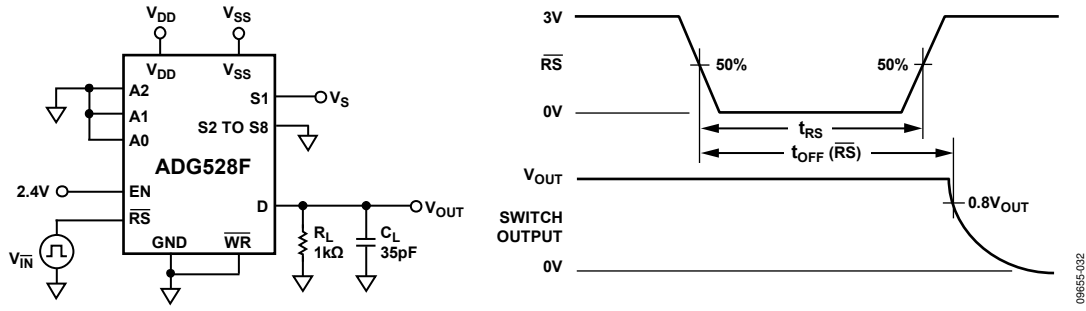 VDD
VSS
VDD
VSS
A2
A1
A0
S1
VS
S2 TO S8
ADG528F
2.4V
EN
RS
D
VOUT
GND
WR
VIN
RL
1kΩ
CL
35pF
3V
RS
0V
50%
50%
tRS
tOFF (RS)
VOUT
SWITCH
OUTPUT
0V
0.8VOUT
09655-032